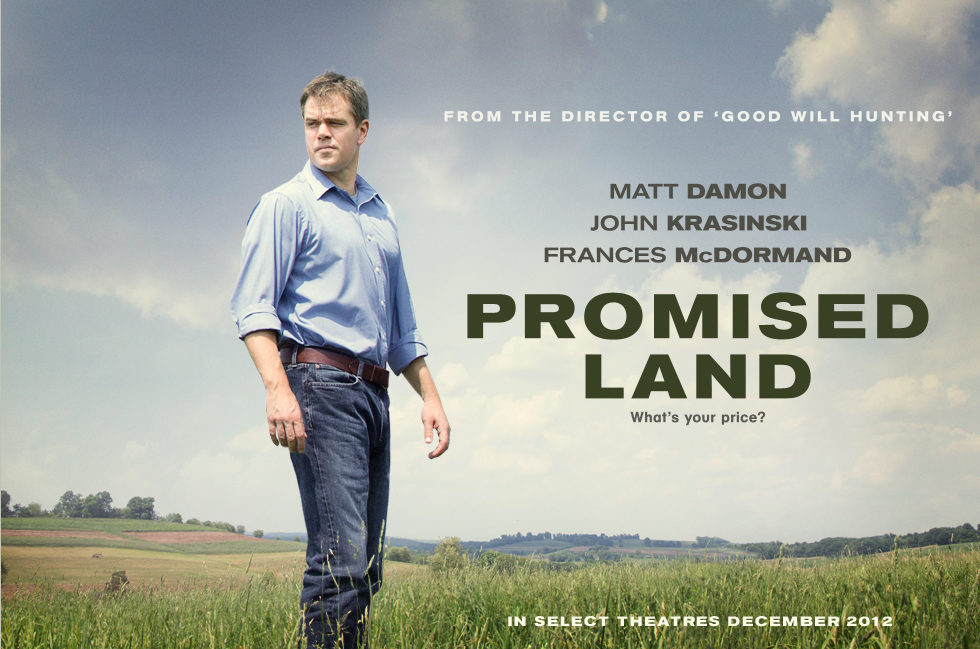 FROM THE DIRECTOR OF ‘GOOD WILL HUNTING’
MATT DAMON
JOHN KRASINSKI
FRANCES McDORMAND
PROMISED
LAND
What's your price?
IN SELECT THEATRES DECEMBER 2012